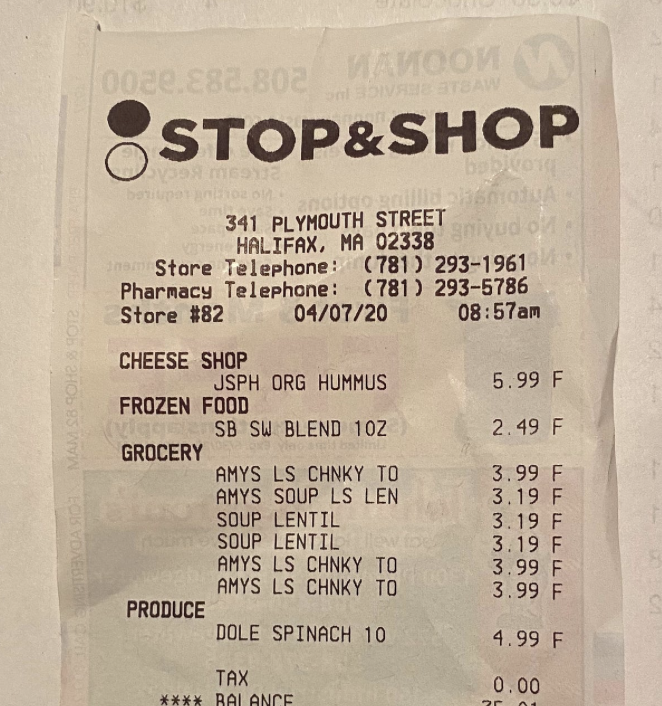 STOP&SHOP
341 PLYMOUTH STREET
HALIFAX, MA 02338
Store Telephone: (781) 293-1961
Pharmacy Telephone: (781) 293-5786
Store #82 04/07/20 08:57am
CHEESE SHOP
JSPH ORG HUMMUS 5.99 F
FROZEN FOOD
SB SW BLEND 10Z 2.49 F
GROCERY
AMYS LS CHNKY TO 3.99 F
AMYS SOUP LS LEN 3.19 F
SOUP LENTIL 3.19 F
SOUP LENTIL 3.19 F
AMYS LS CHNKY TO 3.99 F
AMYS LS CHNKY TO 3.99 F
PRODUCE
DOLE SPINACH 10 4.99 F
TAX 0.00
**** BALANCE